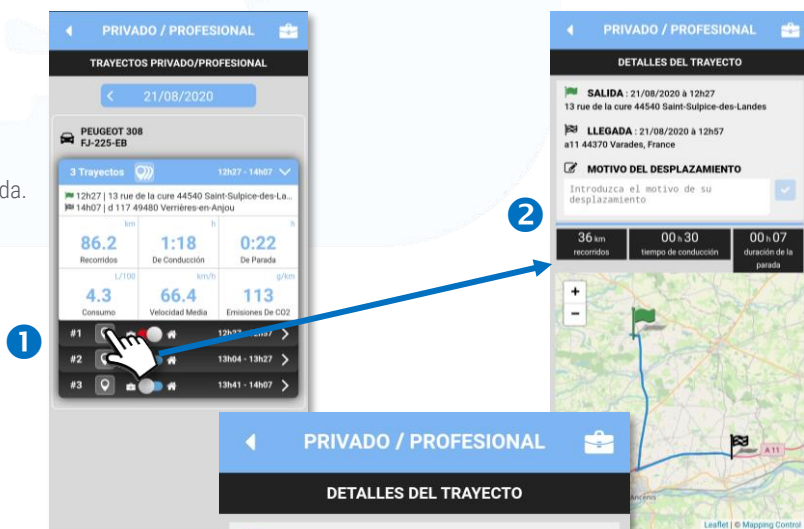 da.
PRIVADO / PROFESIONAL
TRAYECTOS PRIVADO/PROFESIONAL
21/08/2020
PEUGEOT 308
FJ-225-EB
3 Trayectos
12h27 - 14h07
12h27 | 13 rue de la cure 44540 Saint-Sulpice-des-La...
14h07 | d 117 49480 Verrières-en-Anjou
km h h
86.2 1:18 0:22
Recorridos De Conducción De Parada
L/100 km/h g/km
4.3 66.4 113
Consumo Velocidad Media Emisiones De CO2
#1
#2 13h04 - 13h27
#3 13h41 - 14h07
1
PRIVADO / PROFESIONAL
DETALLES DEL TRAYECTO
SALIDA : 21/08/2020 à 12h27
13 rue de la cure 44540 Saint-Sulpice-des-Landes
LLEGADA : 21/08/2020 à 12h57
a11 44370 Varades, France
MOTIVO DEL DESPLAZAMIENTO
Introduzca el motivo de su
desplazamiento
2
36 km 00 h 30 00 h 07
recorridos tiempo de conducción duración de la
parada
+
−
A 11
Leaflet | © Mapping Control
PRIVADO / PROFESIONAL
DETALLES DEL TRAYECTO